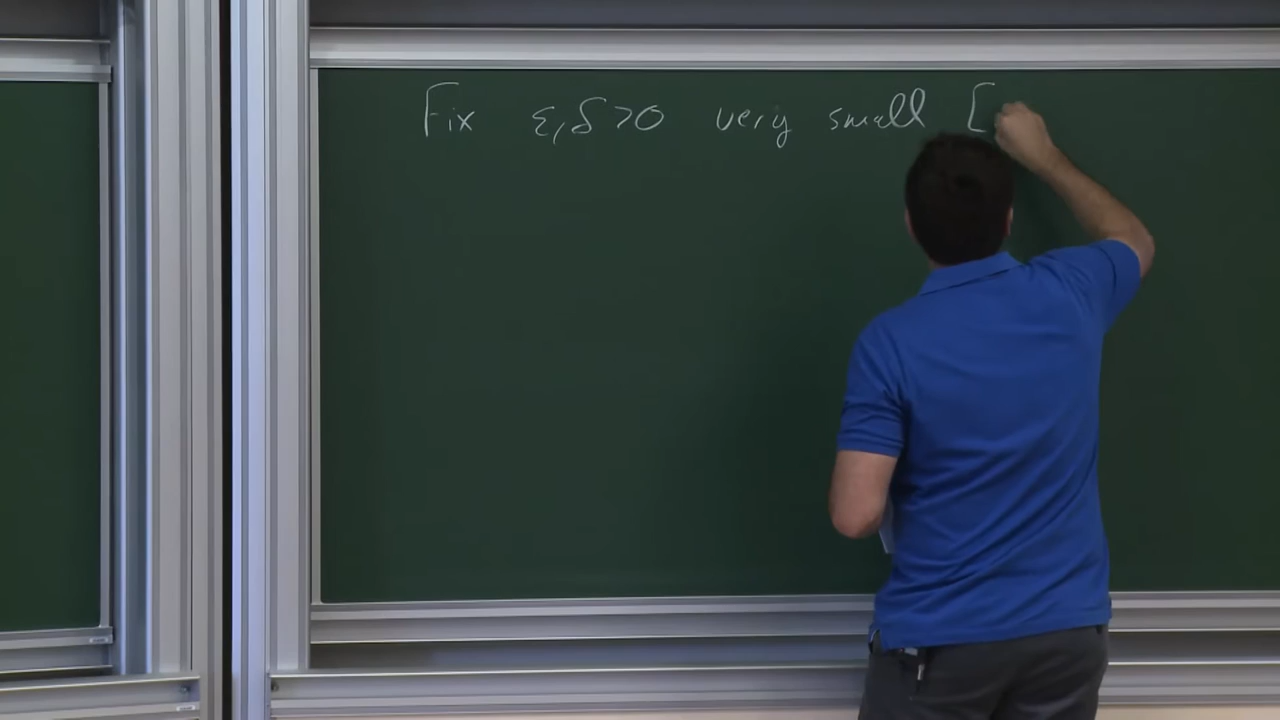 Fix ε, δ > 0 very small [